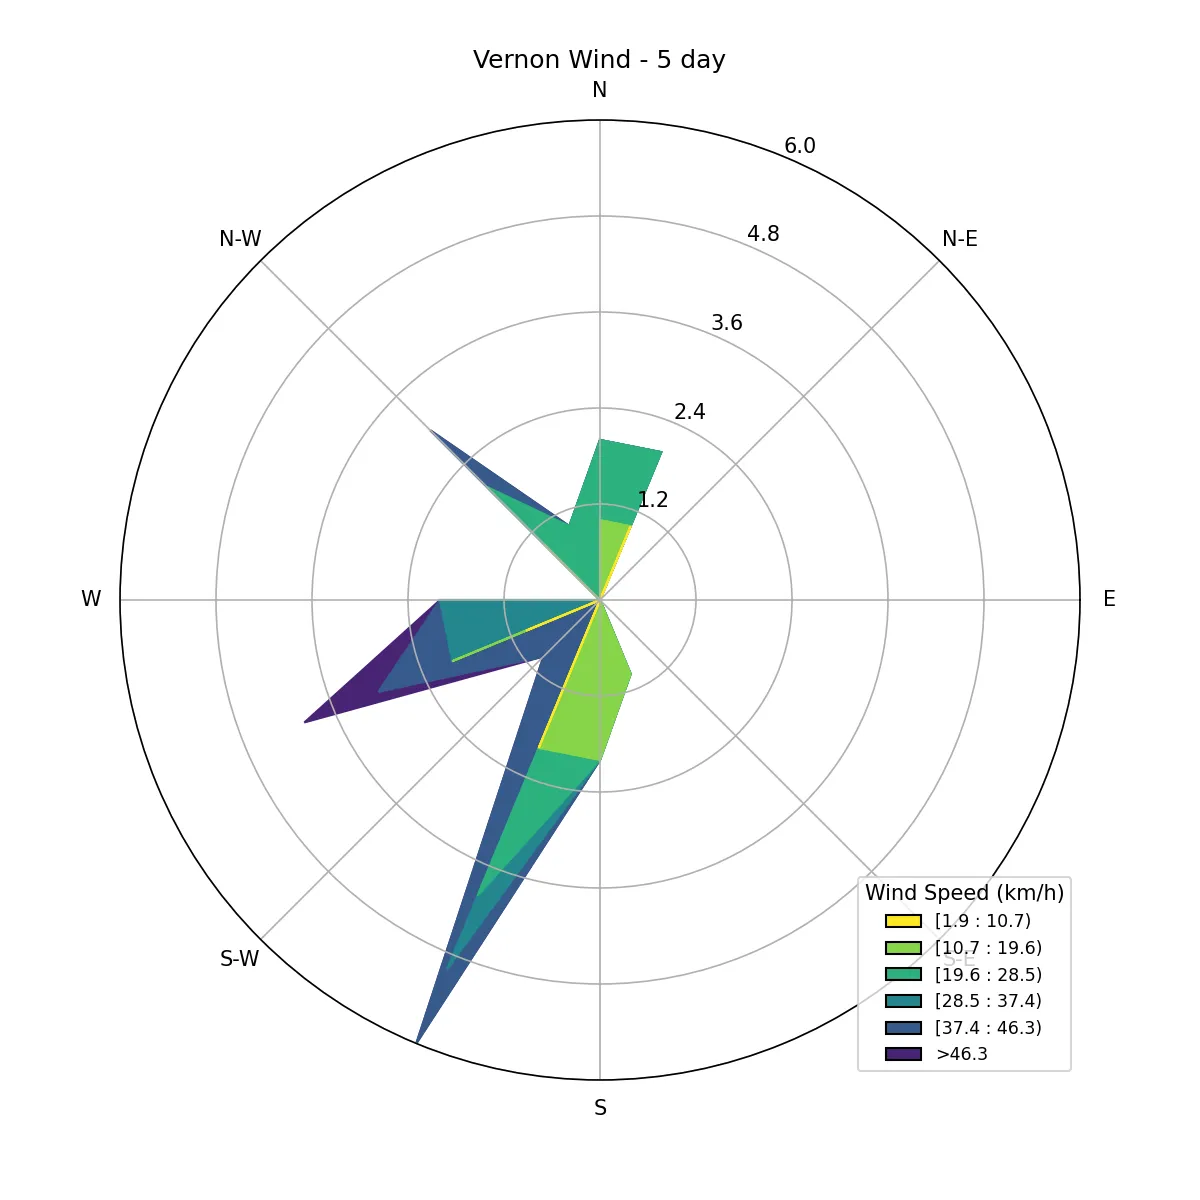 Vernon Wind - 5 day
N
6.0
N-W
4.8
N-E
3.6
2.4
1.2
W
E
Wind Speed (km/h)
[1.9 : 10.7)
[10.7 : 19.6)
S-W
S-E
[19.6 : 28.5)
[28.5 : 37.4)
[37.4 : 46.3)
>46.3
S